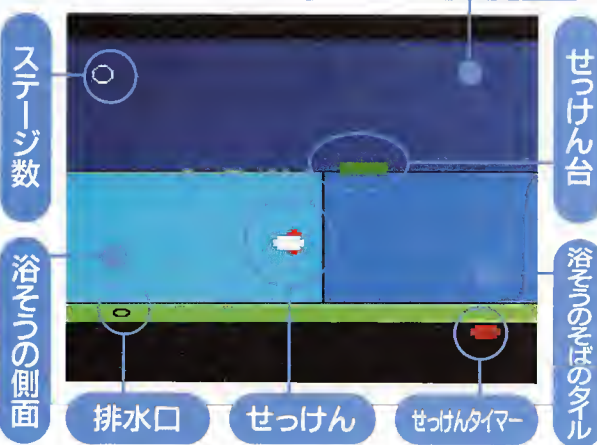 ステージ数
せっけん台
浴そうの側面
浴そうのそばのタイル
排水口
せっけん
せっけんタイマー